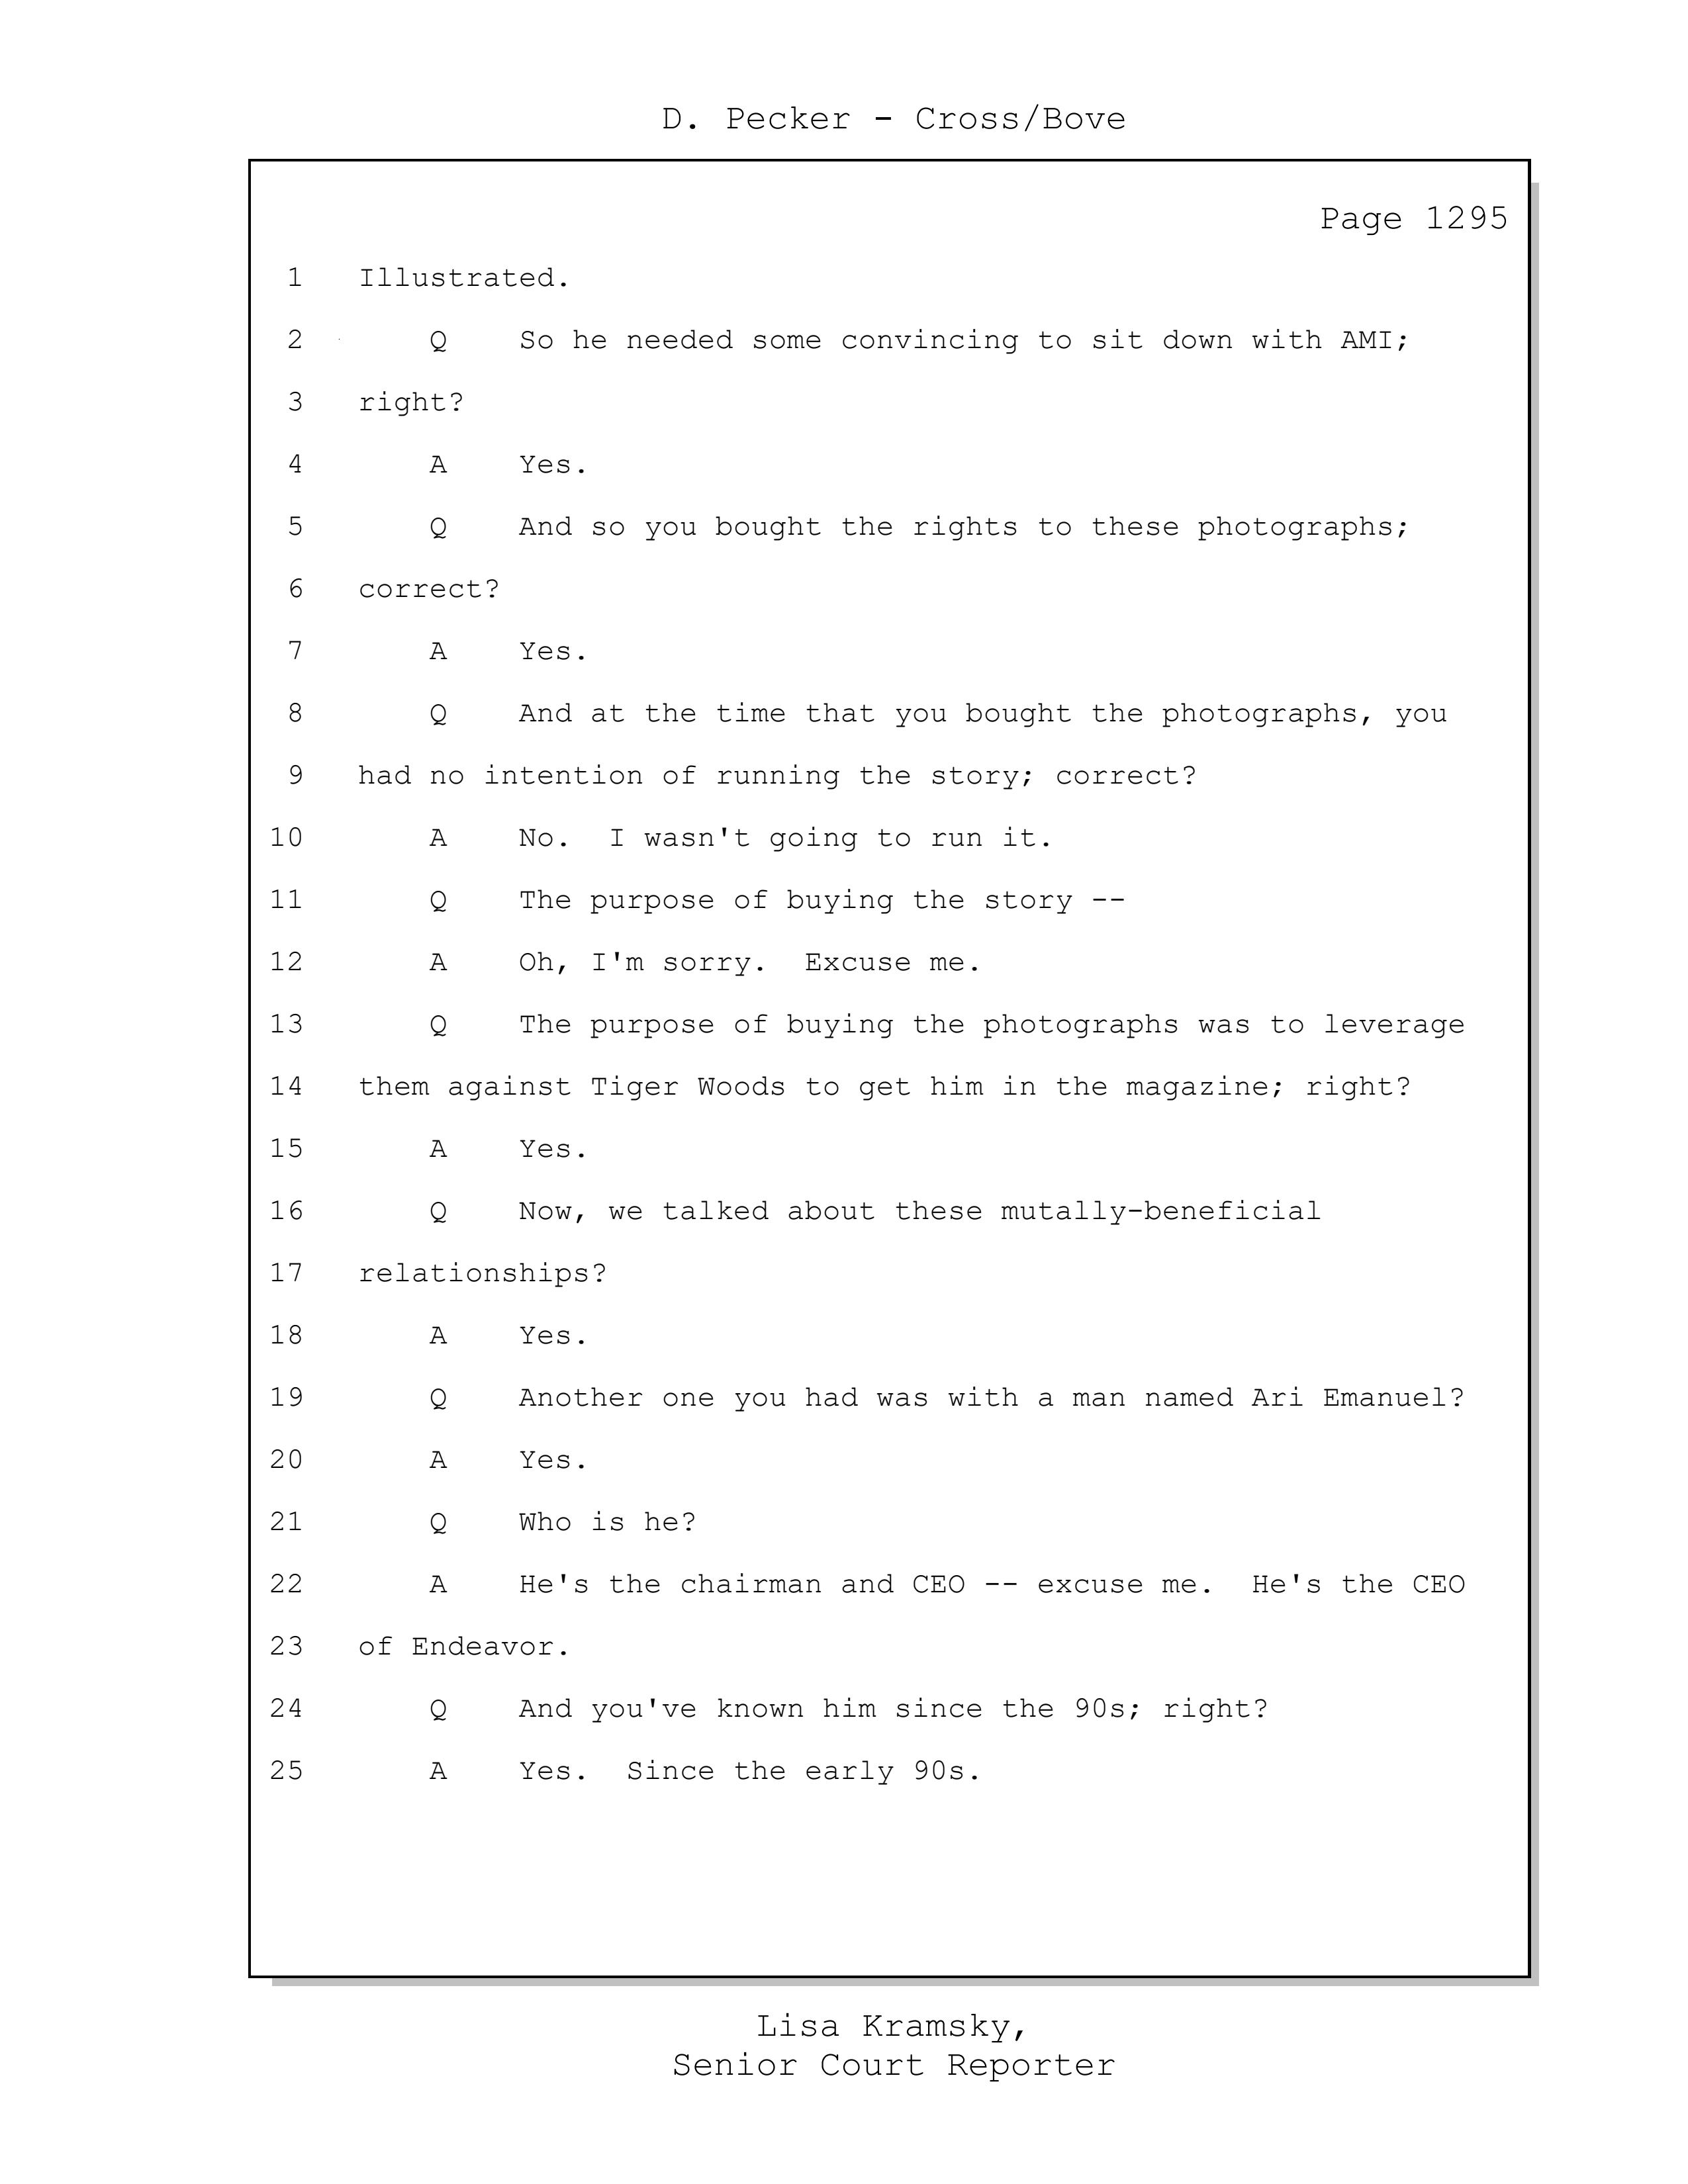 D. Pecker - Cross/Bove
Page 1295
1 Illustrated.
2 Q So he needed some convincing to sit down with AMI;
3 right?
4 A Yes.
5 Q And so you bought the rights to these photographs;
6 correct?
7 A Yes.
8 Q And at the time that you bought the photographs, you
9 had no intention of running the story; correct?
10 A No. I wasn't going to run it.
11 Q The purpose of buying the story --
12 A Oh, I'm sorry. Excuse me.
13 Q The purpose of buying the photographs was to leverage
14 them against Tiger Woods to get him in the magazine; right?
15 A Yes.
16 Q Now, we talked about these mutally-beneficial
17 relationships?
18 A Yes.
19 Q Another one you had was with a man named Ari Emanuel?
20 A Yes.
21 Q Who is he?
22 A He's the chairman and CEO -- excuse me. He's the CEO
23 of Endeavor.
24 Q And you've known him since the 90s; right?
25 A Yes. Since the early 90s.
Lisa Kramsky,
Senior Court Reporter